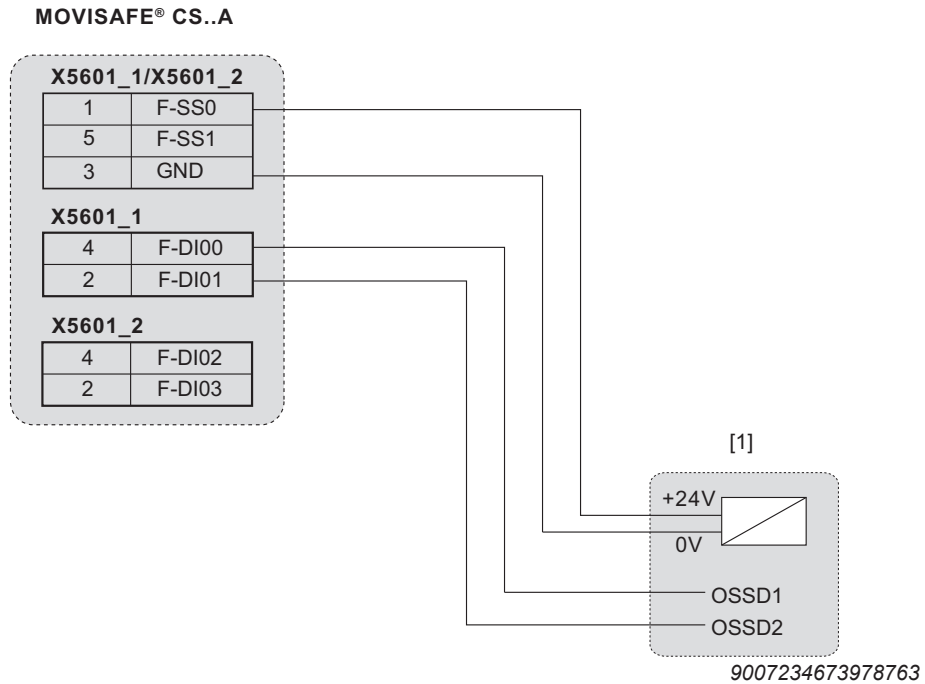 MOVISAFE® CS..A
X5601_1/X5601_2
1 F-SS0
5 F-SS1
3 GND
X5601_1
4 F-DI00
2 F-DI01
X5601_2
4 F-DI02
2 F-DI03
[1]
+24V
0V
OSSD1
OSSD2
9007234673978763